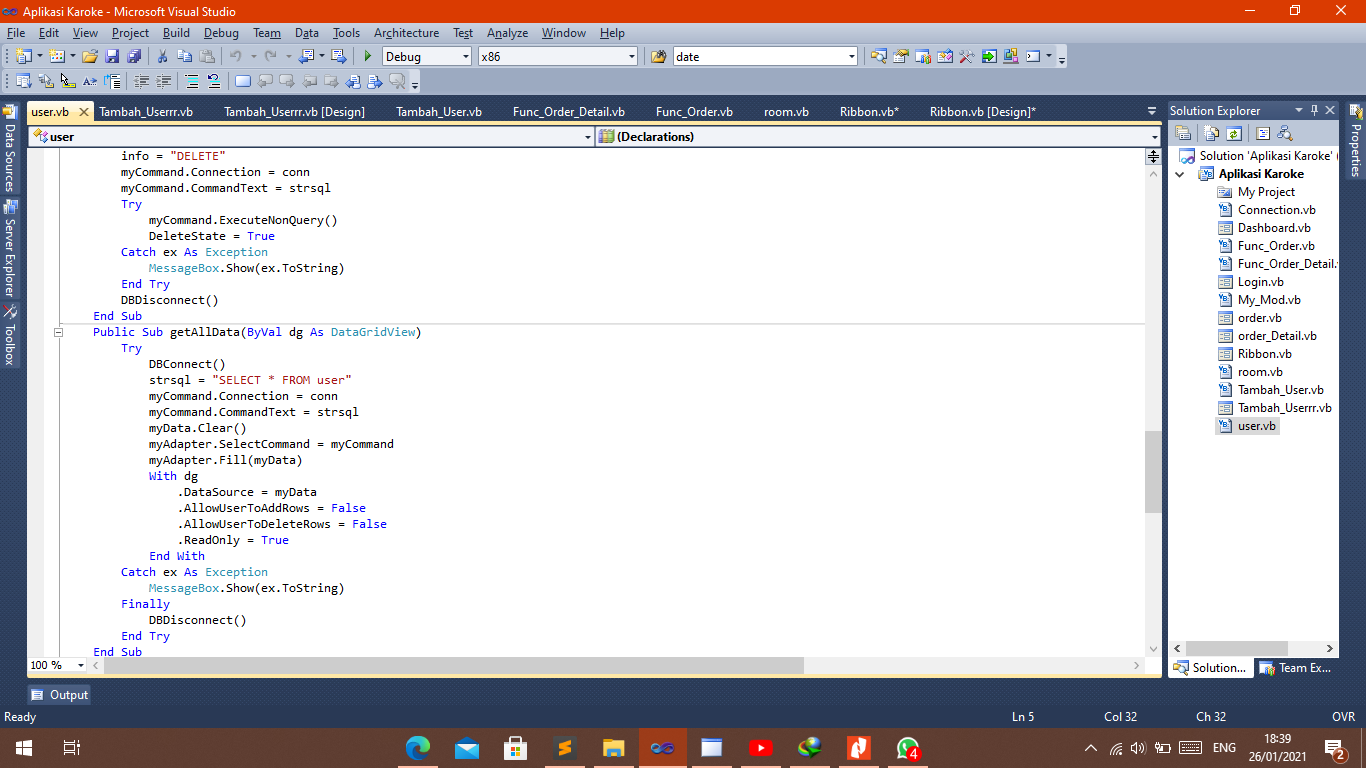 Aplikasi Karoke - Microsoft Visual Studio
File Edit View Project Build Debug Team Data Tools Architecture Test Analyze Window Help
Debug x86 date
user.vb Tambah_Userrr.vb Tambah_Userrr.vb [Design] Tambah_User.vb Func_Order_Detail.vb Func_Order.vb room.vb Ribbon.vb* Ribbon.vb [Design]*
user (Declarations)
info = "DELETE"
myCommand.Connection = conn
myCommand.CommandText = strsql
Try
myCommand.ExecuteNonQuery()
DeleteState = True
Catch ex As Exception
MessageBox.Show(ex.ToString)
End Try
DBDisconnect()
End Sub
Public Sub getAllData(ByVal dg As DataGridView)
Try
DBConnect()
strsql = "SELECT * FROM user"
myCommand.Connection = conn
myCommand.CommandText = strsql
myData.Clear()
myAdapter.SelectCommand = myCommand
myAdapter.Fill(myData)
With dg
.DataSource = myData
.AllowUserToAddRows = False
.AllowUserToDeleteRows = False
.ReadOnly = True
End With
Catch ex As Exception
MessageBox.Show(ex.ToString)
Finally
DBDisconnect()
End Try
End Sub
100 %
Data Sources
Server Explorer
Toolbox
Solution Explorer
Solution 'Aplikasi Karoke' (
Aplikasi Karoke
My Project
Connection.vb
Dashboard.vb
Func_Order.vb
Func_Order_Detail.
Login.vb
My_Mod.vb
order.vb
order_Detail.vb
Ribbon.vb
room.vb
Tambah_User.vb
Tambah_Userrr.vb
user.vb
Solution... Team Ex...
Properties
Output
Ready Ln 5 Col 32 Ch 32 OVR
4 ENG 18:39
26/01/2021 2